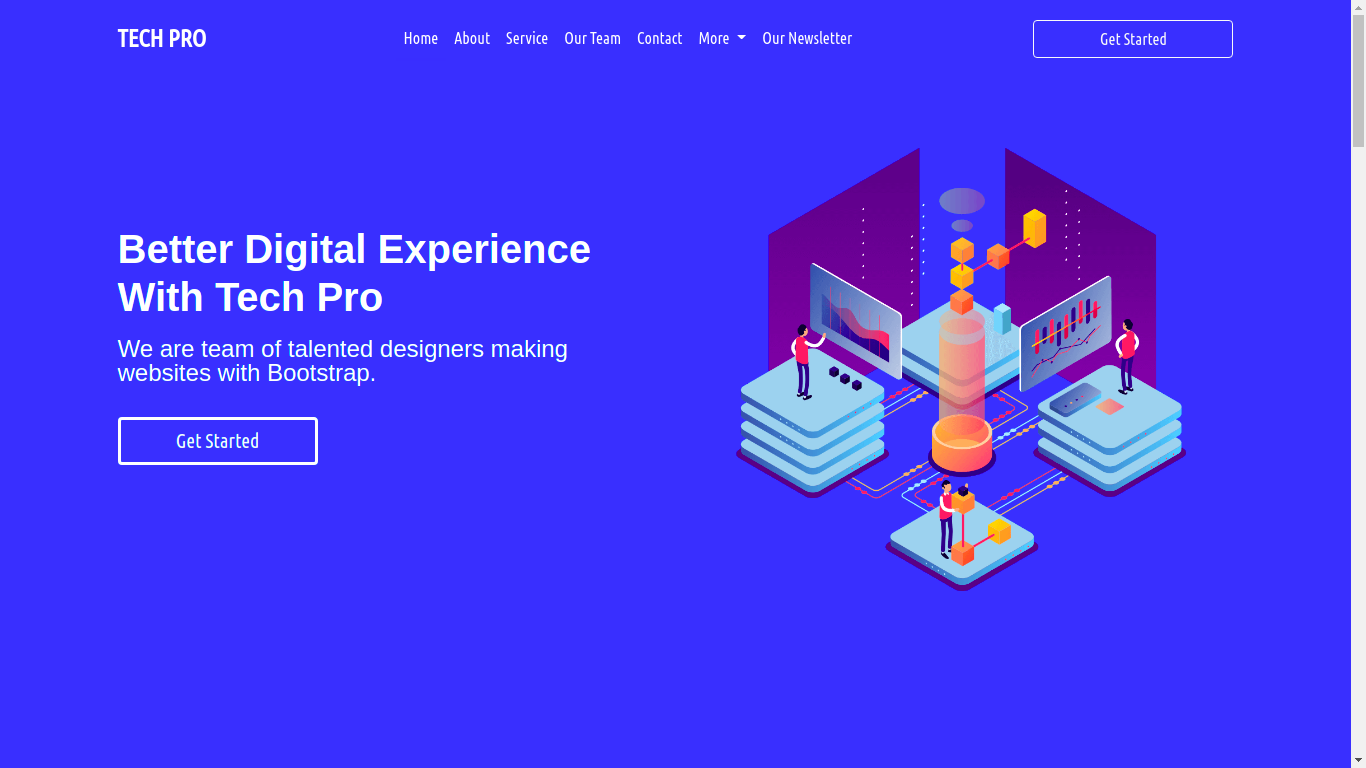 TECH PRO
Home About Service Our Team Contact More Our Newsletter
Get Started
Better Digital Experience
With Tech Pro
We are team of talented designers making
websites with Bootstrap.
Get Started